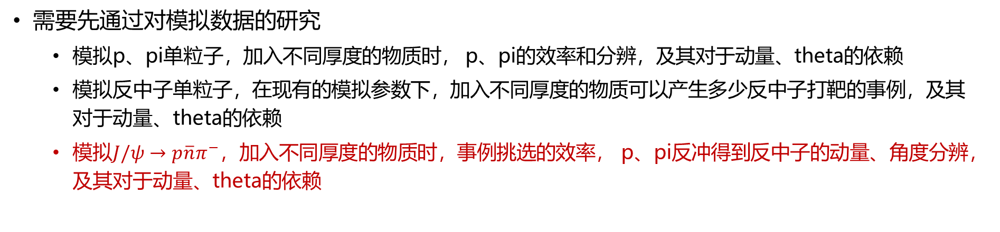 • 需要先通过对模拟数据的研究
• 模拟p、pi单粒子，加入不同厚度的物质时， p、pi的效率和分辨，及其对于动量、theta的依赖
• 模拟反中子单粒子，在现有的模拟参数下，加入不同厚度的物质可以产生多少反中子打靶的事例，及其
对于动量、theta的依赖
• 模拟J/ψ → pn̄π⁻，加入不同厚度的物质时，事例挑选的效率， p、pi反冲得到反中子的动量、角度分辨，
及其对于动量、theta的依赖